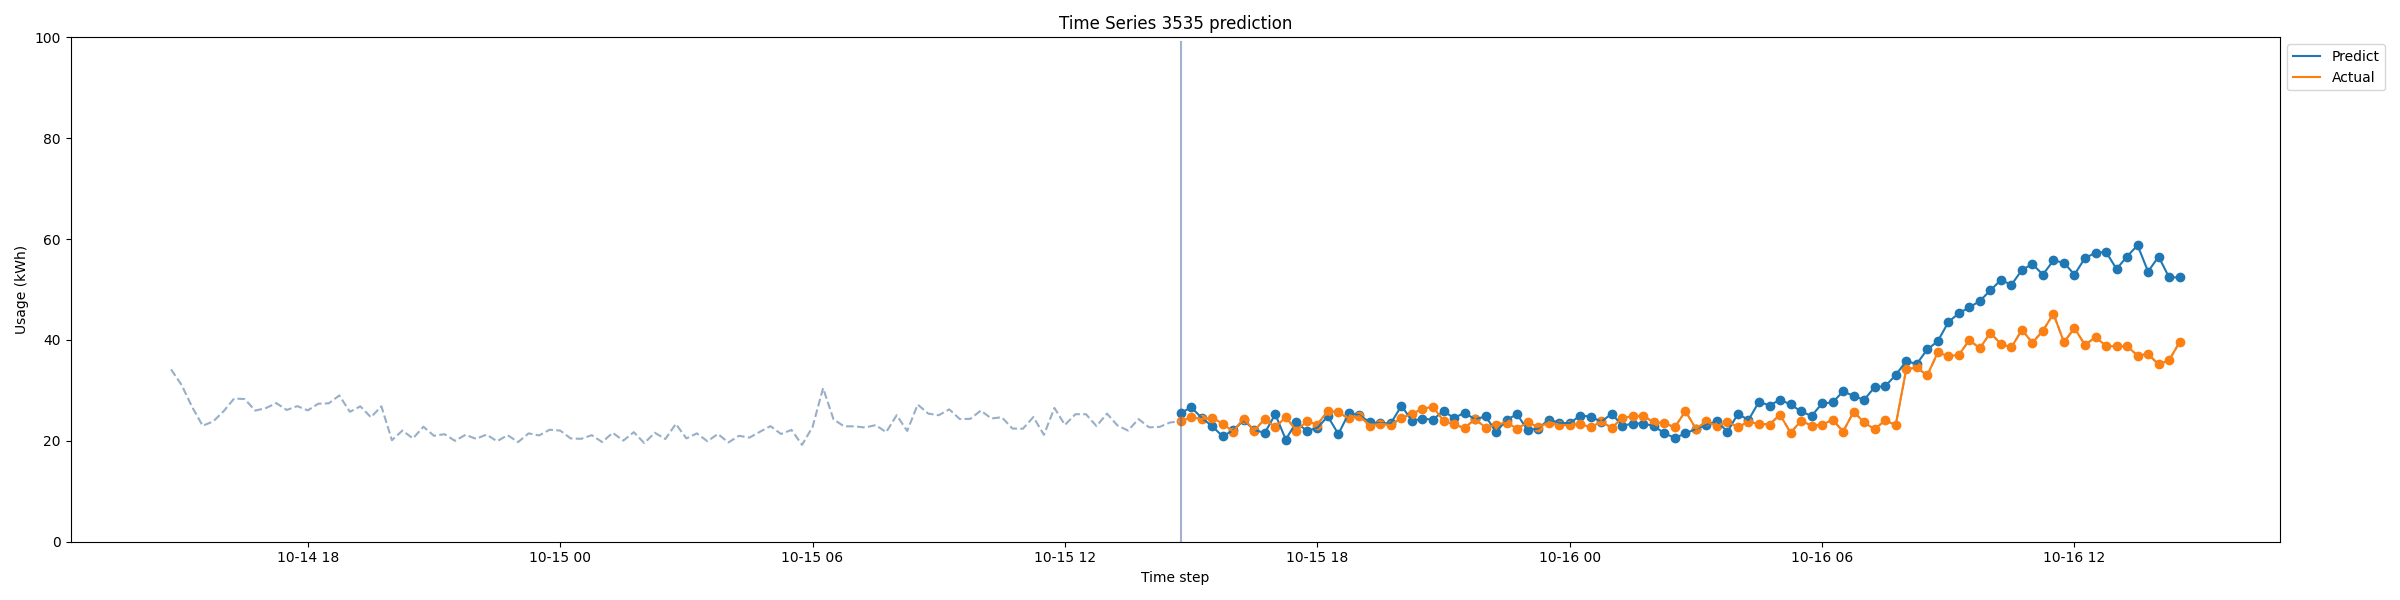 Time Series 3535 prediction
Predict
Actual
Usage (kWh)
100
80
60
40
20
0
10-14 18
10-15 00
10-15 06
10-15 12
10-15 18
10-16 00
10-16 06
10-16 12
Time step